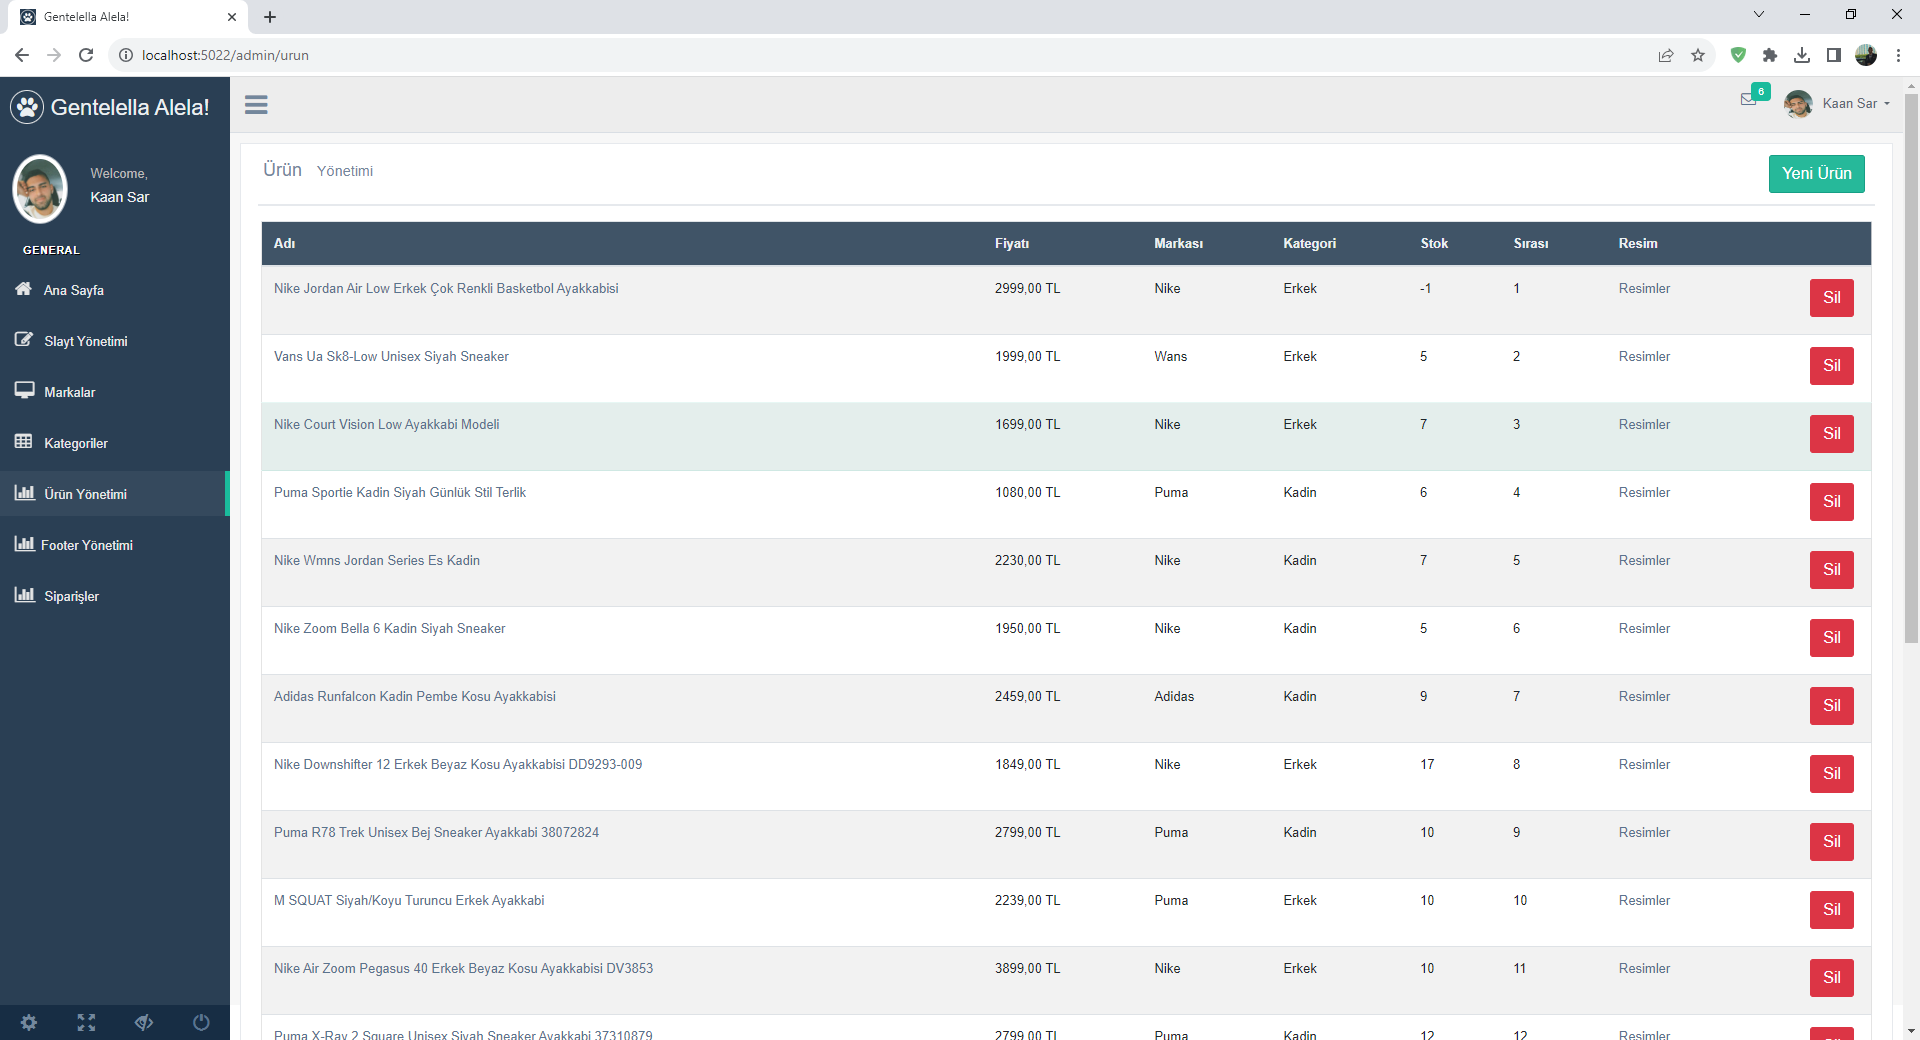 Gentelella Alela!
localhost:5022/admin/urun
Gentelella Alela!
6
Kaan Sar
Welcome,
Kaan Sar
GENERAL
Ana Sayfa
Slayt Yönetimi
Markalar
Kategoriler
Ürün Yönetimi
Footer Yönetimi
Siparişler
Ürün Yönetimi
Yeni Ürün
Adı Fiyatı Markası Kategori Stok Sırası Resim
Nike Jordan Air Low Erkek Çok Renkli Basketbol Ayakkabisi 2999,00 TL Nike Erkek -1 1 Resimler Sil
Vans Ua Sk8-Low Unisex Siyah Sneaker 1999,00 TL Wans Erkek 5 2 Resimler Sil
Nike Court Vision Low Ayakkabi Modeli 1699,00 TL Nike Erkek 7 3 Resimler Sil
Puma Sportie Kadin Siyah Günlük Stil Terlik 1080,00 TL Puma Kadin 6 4 Resimler Sil
Nike Wmns Jordan Series Es Kadin 2230,00 TL Nike Kadin 7 5 Resimler Sil
Nike Zoom Bella 6 Kadin Siyah Sneaker 1950,00 TL Nike Kadin 5 6 Resimler Sil
Adidas Runfalcon Kadin Pembe Kosu Ayakkabisi 2459,00 TL Adidas Kadin 9 7 Resimler Sil
Nike Downshifter 12 Erkek Beyaz Kosu Ayakkabisi DD9293-009 1849,00 TL Nike Erkek 17 8 Resimler Sil
Puma R78 Trek Unisex Bej Sneaker Ayakkabi 38072824 2799,00 TL Puma Kadin 10 9 Resimler Sil
M SQUAT Siyah/Koyu Turuncu Erkek Ayakkabi 2239,00 TL Puma Erkek 10 10 Resimler Sil
Nike Air Zoom Pegasus 40 Erkek Beyaz Kosu Ayakkabisi DV3853 3899,00 TL Nike Erkek 10 11 Resimler Sil
Puma X-Ray 2 Square Unisex Siyah Sneaker Ayakkabi 37310879 2799,00 TL Puma Kadin 12 12 Resimler